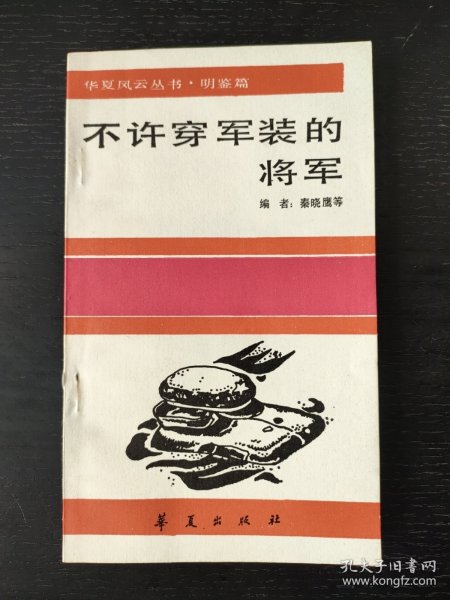 华夏风云丛书·明鉴篇
不许穿军装的
将军
编 者：秦晓鹰等
华夏出版社
孔夫子旧书网
www.kongfz.com